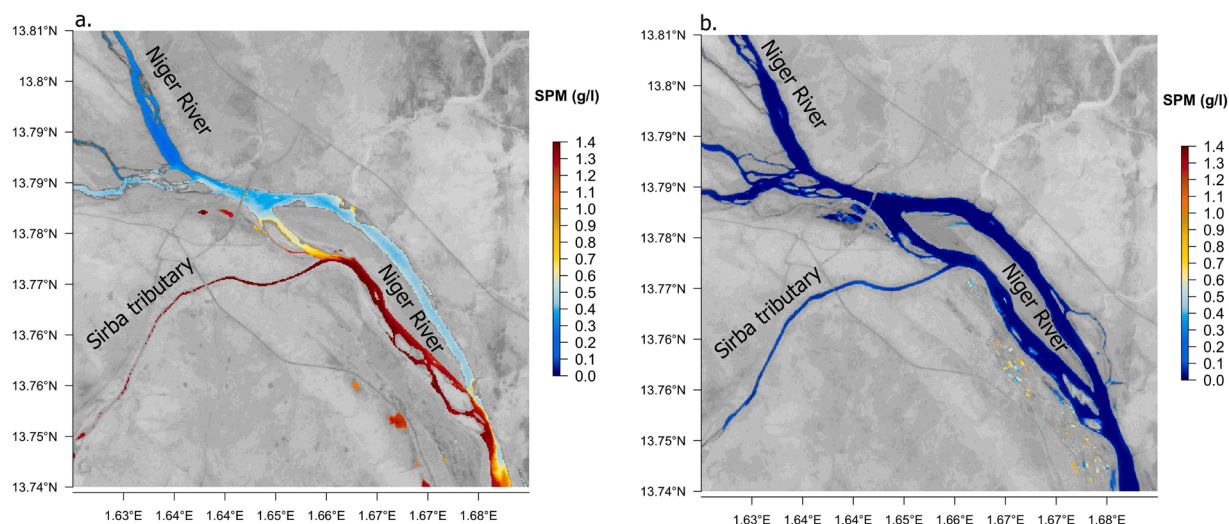 a.
13.81°N
13.8°N
13.79°N
13.79°N
13.78°N
13.77°N
13.76°N
13.76°N
13.75°N
13.74°N
Niger River
Niger River
Sirba tributary
1.63°E 1.64°E 1.64°E 1.65°E 1.66°E 1.67°E 1.67°E 1.68°E
SPM (g/l)
1.4
1.3
1.2
1.1
1.0
0.9
0.8
0.7
0.6
0.5
0.4
0.3
0.2
0.1
0.0
b.
13.81°N
13.8°N
13.79°N
13.79°N
13.78°N
13.77°N
13.76°N
13.76°N
13.75°N
13.74°N
Niger River
Niger River
Sirba tributary
1.63°E 1.64°E 1.64°E 1.65°E 1.66°E 1.67°E 1.67°E 1.68°E
SPM (g/l)
1.4
1.3
1.2
1.1
1.0
0.9
0.8
0.7
0.6
0.5
0.4
0.3
0.2
0.1
0.0